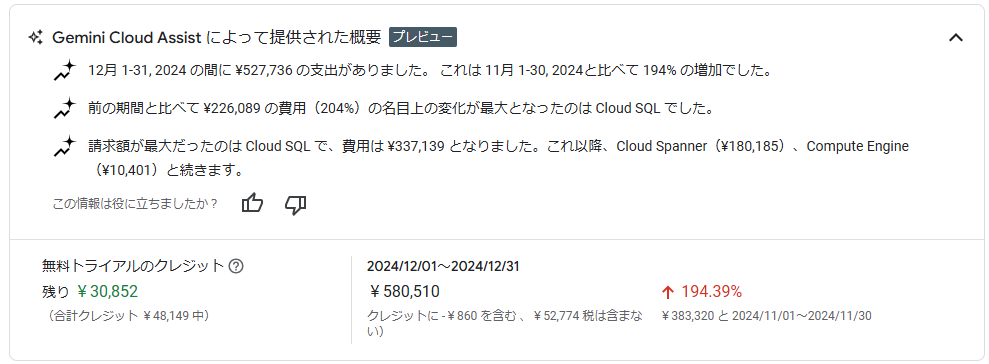 Gemini Cloud Assist によって提供された概要 プレビュー
12月 1-31, 2024 の間に ¥527,736 の支出がありました。 これは 11月 1-30, 2024と比べて 194% の増加でした。
前の期間と比べて ¥226,089 の費用（204%）の名目上の変化が最大となったのは Cloud SQL でした。
請求額が最大だったのは Cloud SQL で、費用は ¥337,139 となりました。これ以降、Cloud Spanner（¥180,185）、Compute Engine
（¥10,401）と続きます。
この情報は役に立ちましたか？
無料トライアルのクレジット
残り ¥30,852
（合計クレジット ¥48,149 中）
2024/12/01～2024/12/31
¥580,510
クレジットに -¥860 を含む 、 ¥52,774 税は含まな
い）
194.39%
¥383,320 と 2024/11/01～2024/11/30